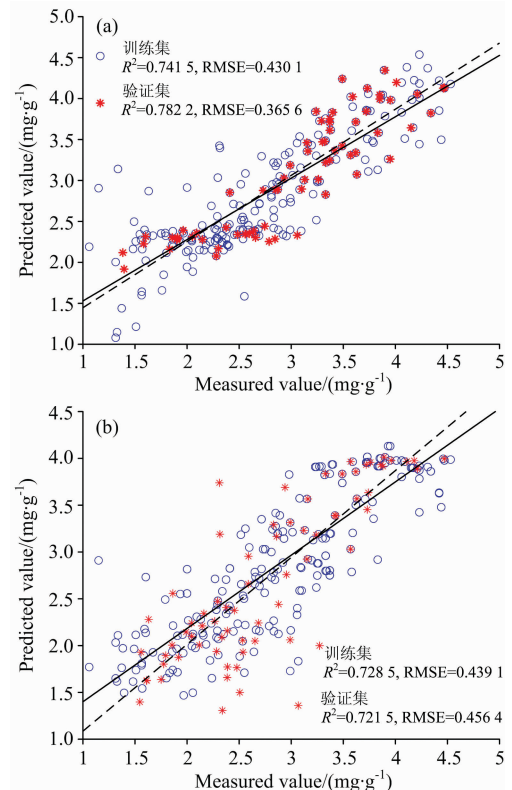 (a)
训练集
R²=0.741 5, RMSE=0.430 1
验证集
R²=0.782 2, RMSE=0.365 6
5.0
4.5
4.0
3.5
3.0
2.5
2.0
1.5
1.0
Predicted value/(mg·g⁻¹)
1 1.5 2 2.5 3 3.5 4 4.5 5
Measured value/(mg·g⁻¹)
(b)
4.5
4.0
3.5
3.0
2.5
2.0
1.5
1.0
Predicted value/(mg·g⁻¹)
训练集
R²=0.728 5, RMSE=0.439 1
验证集
R²=0.721 5, RMSE=0.456 4
1 1.5 2 2.5 3 3.5 4 4.5 5
Measured value/(mg·g⁻¹)